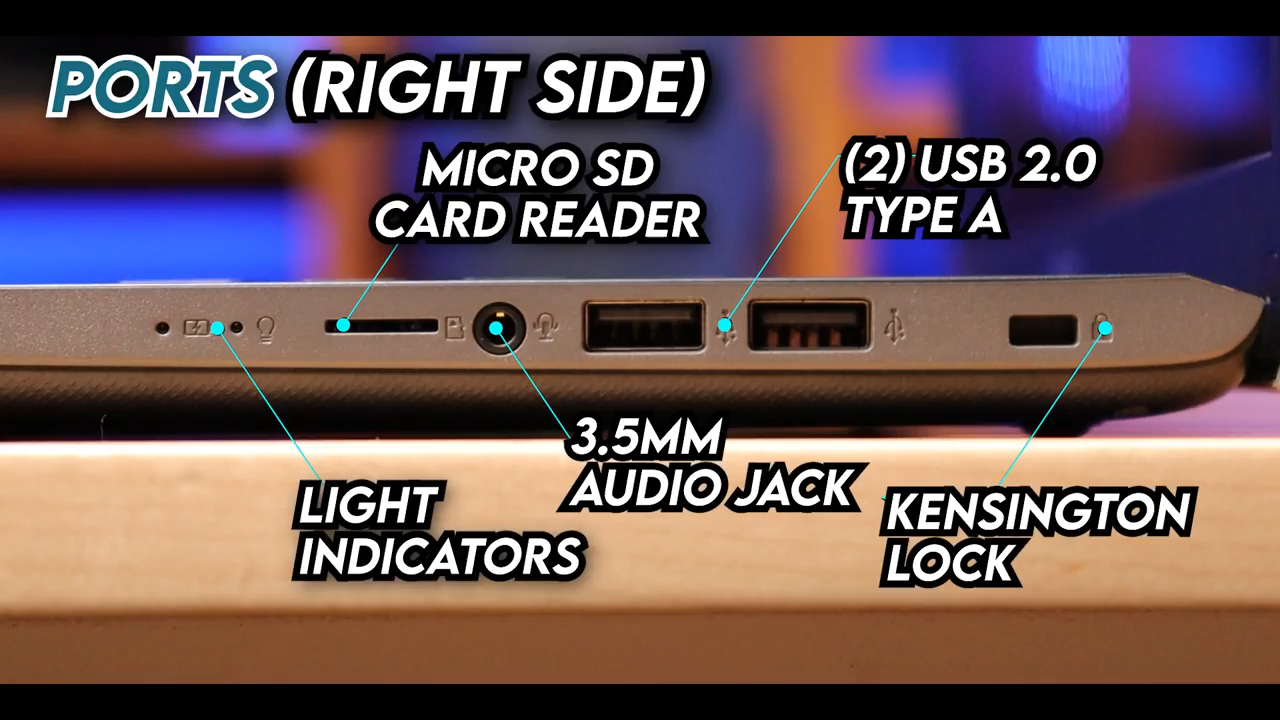 PORTS (RIGHT SIDE)
MICRO SD
CARD READER
(2) USB 2.0
TYPE A
3.5MM
AUDIO JACK
LIGHT
INDICATORS
KENSINGTON
LOCK